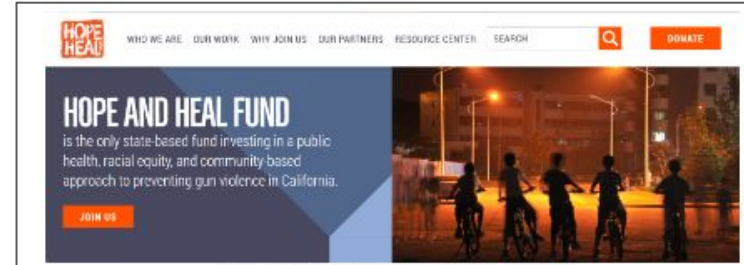 HOPE
HEAL
WHO WE ARE OUR WORK WHY JOIN US OUR PARTNERS RESOURCE CENTER SEARCH DONATE
HOPE AND HEAL FUND
is the only state-based fund investing in a public
health, racial equity, and community-based
approach to preventing gun violence in California.
JOIN US